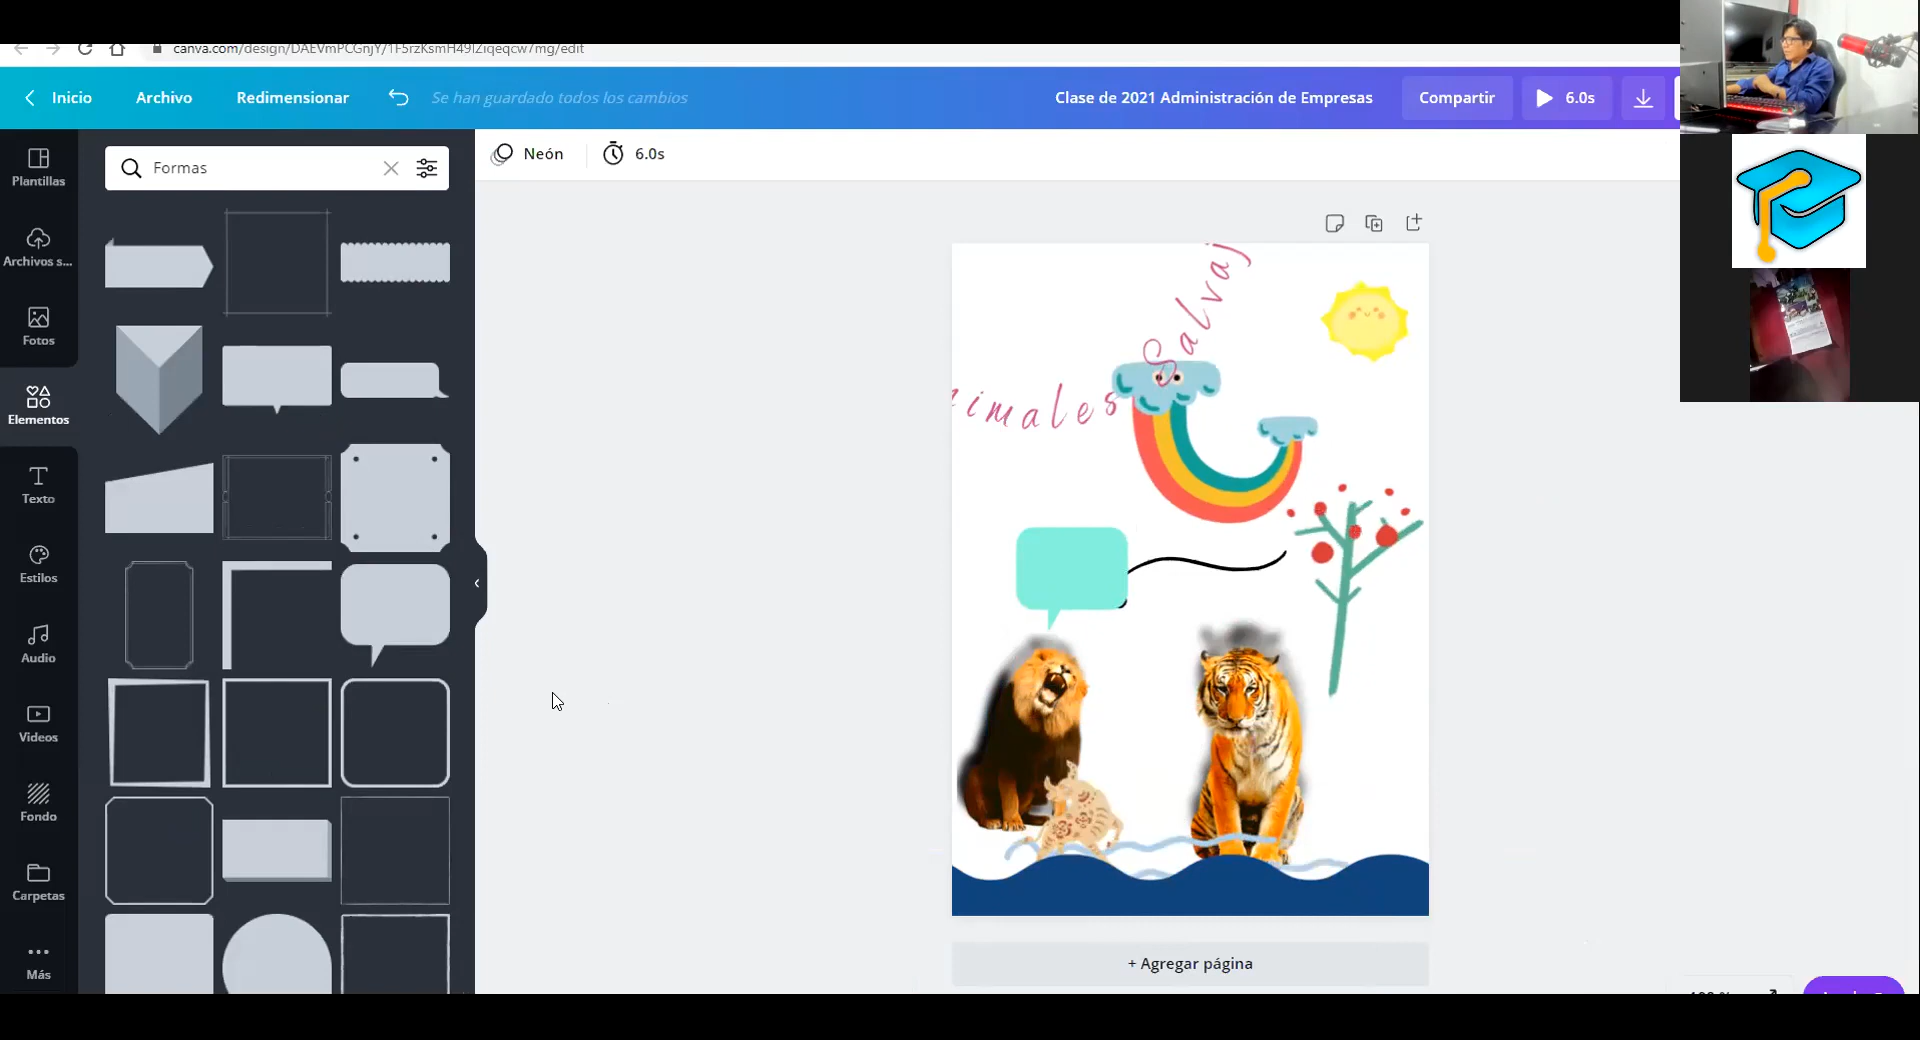 canva.com/design/DAEVmPCGnjY/1F5rzKsmH49IZiqeqcw7mg/edit
Inicio
Archivo
Redimensionar
Se han guardado todos los cambios
Clase de 2021 Administración de Empresas
Compartir
6.0s
Formas
Neón
6.0s
Plantillas
Archivos s...
Fotos
Elementos
Texto
Estilos
Audio
Videos
Fondo
Carpetas
Más
imales
Salvaj
+ Agregar página